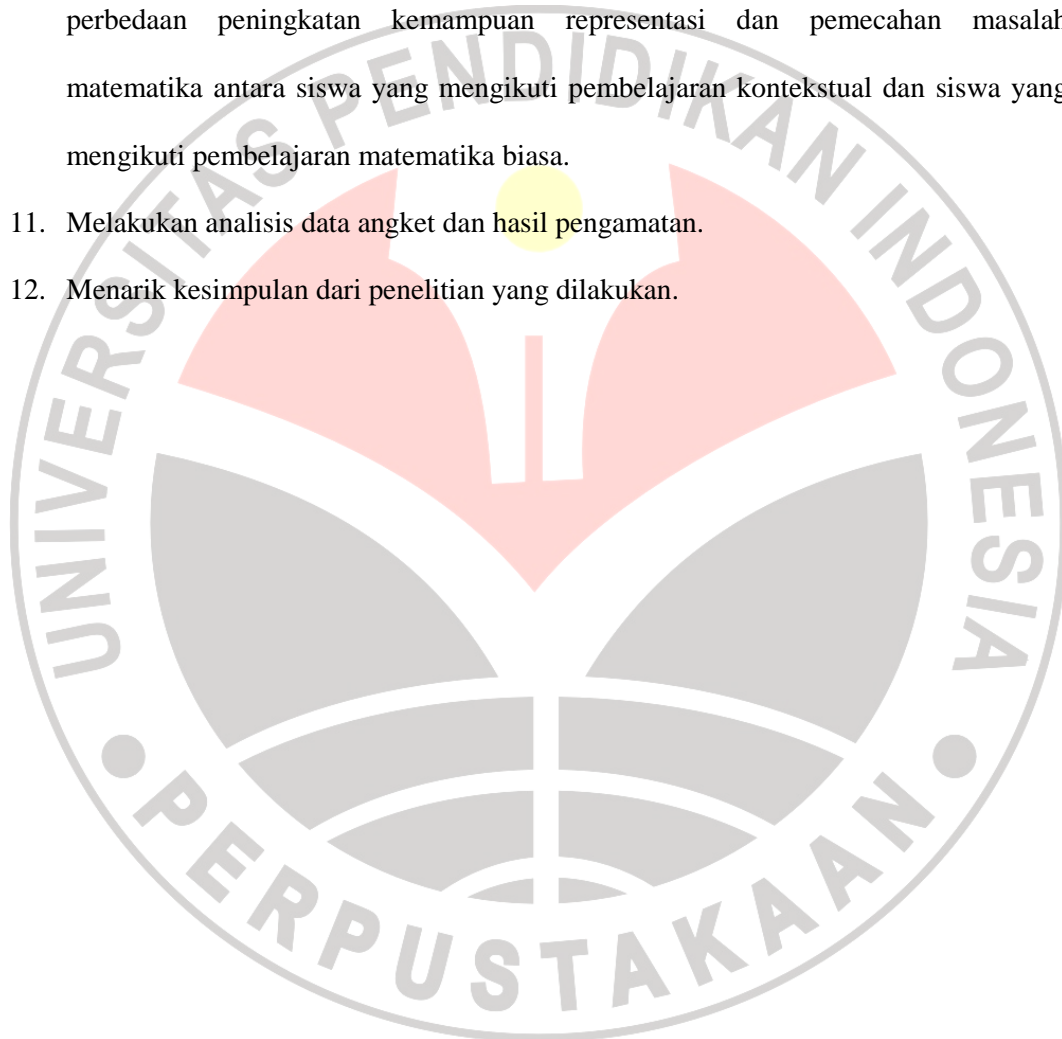 perbedaan peningkatan kemampuan representasi dan pemecahan masalah
matematika antara siswa yang mengikuti pembelajaran kontekstual dan siswa yang
mengikuti pembelajaran matematika biasa.
11. Melakukan analisis data angket dan hasil pengamatan.
12. Menarik kesimpulan dari penelitian yang dilakukan.
UNIVERSITAS PENDIDIKAN INDONESIA
PERPUSTAKAAN